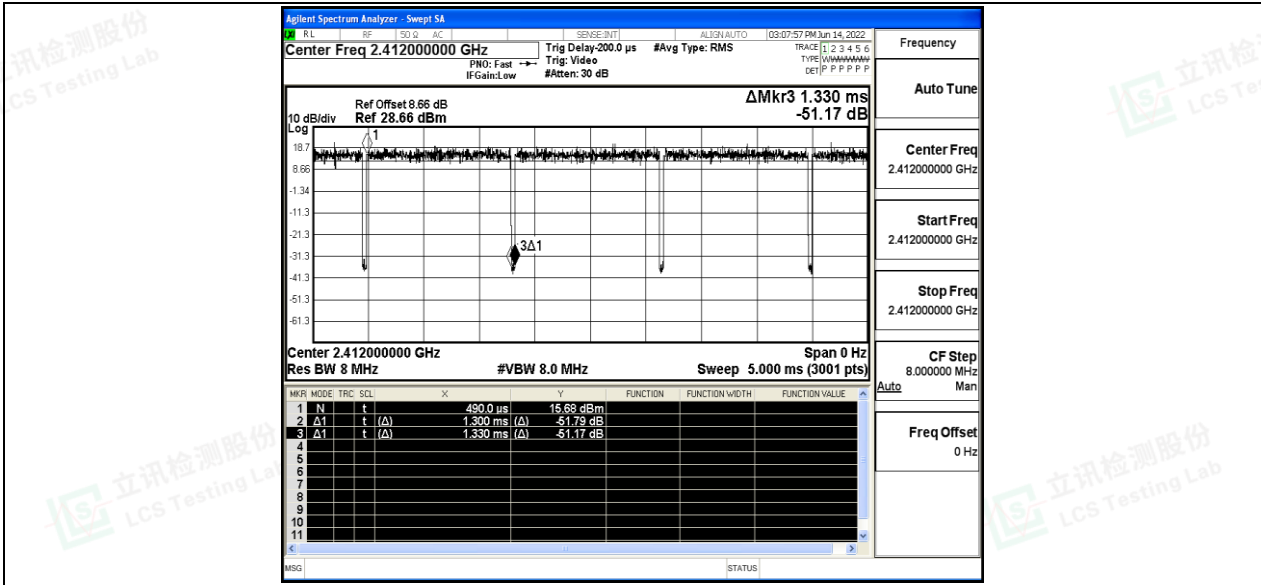 Agilent Spectrum Analyzer - Swept SA
RL RF 50 Ω AC SENSE:INT ALIGN AUTO 03:07:57 PM Jun 14, 2022
Center Freq 2.412000000 GHz
PNO: Fast
IFGain:Low
Trig Delay-200.0 µs
Trig: Video
#Atten: 30 dB
#Avg Type: RMS
TRACE 1 2 3 4 5 6
TYPE WWWWWW
DET P P P P P P
Frequency
Auto Tune
Center Freq
2.412000000 GHz
Start Freq
2.412000000 GHz
Stop Freq
2.412000000 GHz
CF Step
8.000000 MHz
Auto Man
Freq Offset
0 Hz
ΔMkr3 1.330 ms
-51.17 dB
Ref Offset 8.66 dB
10 dB/div Ref 28.66 dBm
Log
18.7
8.66
-1.34
-11.3
-21.3
-31.3
-41.3
-51.3
-61.3
1
3Δ1
Center 2.412000000 GHz Span 0 Hz
Res BW 8 MHz #VBW 8.0 MHz Sweep 5.000 ms (3001 pts)
MKR MODE TRC SCL X Y FUNCTION FUNCTION WIDTH FUNCTION VALUE
1 N t 490.0 µs 15.68 dBm
2 Δ1 t (Δ) 1.300 ms (Δ) -51.79 dB
3 Δ1 t (Δ) 1.330 ms (Δ) -51.17 dB
4
5
6
7
8
9
10
11
MSG STATUS
立讯检测股份
LCS Testing Lab
立讯检
LCS Te
立讯检测股份
LCS Testing Lab
立讯检测股份
LCS Testing Lab